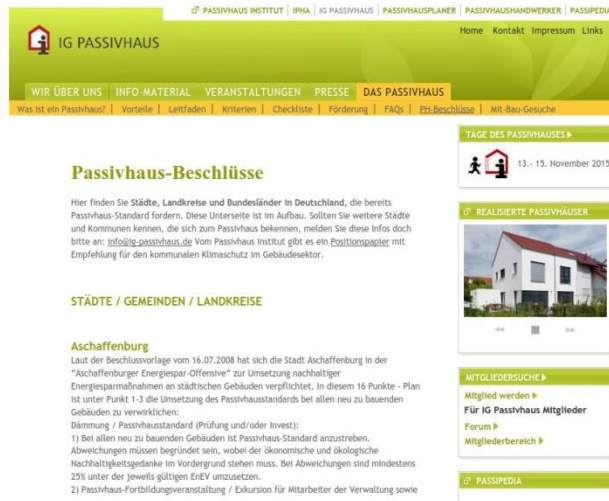 PASSIVHAUS INSTITUT | IPHA | IG PASSIVHAUS | PASSIVHAUSPLANER | PASSIVHAUSHANDWERKER | PASSIPEDIA
Home Kontakt Impressum Links
IG PASSIVHAUS
WIR ÜBER UNS INFO-MATERIAL VERANSTALTUNGEN PRESSE DAS PASSIVHAUS
Was ist ein Passivhaus? | Vorteile | Leitfaden | Kriterien | Checkliste | Förderung | FAQs | PH-Beschlüsse | Mit-Bau-Gesuche
Passivhaus-Beschlüsse
Hier finden Sie Städte, Landkreise und Bundesländer in Deutschland, die bereits
Passivhaus-Standard fordern. Diese Unterseite ist im Aufbau. Sollten Sie weitere Städte
und Kommunen kennen, die sich zum Passivhaus bekennen, melden Sie diese Infos doch
bitte an: info@ig-passivhaus.de Vom Passivhaus Institut gibt es ein Positionspapier mit
Empfehlung für den kommunalen Klimaschutz im Gebäudesektor.
STÄDTE / GEMEINDEN / LANDKREISE
Aschaffenburg
Laut der Beschlussvorlage vom 16.07.2008 hat sich die Stadt Aschaffenburg in der
"Aschaffenburger Energiespar-Offensive" zur Umsetzung nachhaltiger
Energiesparmaßnahmen an städtischen Gebäuden verpflichtet. In diesem 16 Punkte - Plan
ist unter Punkt 1-3 die Umsetzung des Passivhausstandards bei allen neu zu bauenden
Gebäuden zu verwirklichen:
Dämmung / Passivhausstandard (Prüfung und/oder Invest):
1) Bei allen neu zu bauenden Gebäuden ist Passivhaus-Standard anzustreben.
Abweichungen müssen begründet sein, wobei der ökonomische und ökologische
Nachhaltigkeitsgedanke im Vordergrund stehen muss. Bei Abweichungen sind mindestens
25% unter der jeweils gültigen EnEV umzusetzen.
2) Passivhaus-Fortbildungsveranstaltung / Exkursion für Mitarbeiter der Verwaltung sowie
TAGE DES PASSIVHAUSES
13.- 15. November 2015
REALISIERTE PASSIVHÄUSER
MITGLIEDERSUCHE
Mitglied werden
Für IG Passivhaus Mitglieder
Forum
Mitgliederbereich
PASSIPEDIA